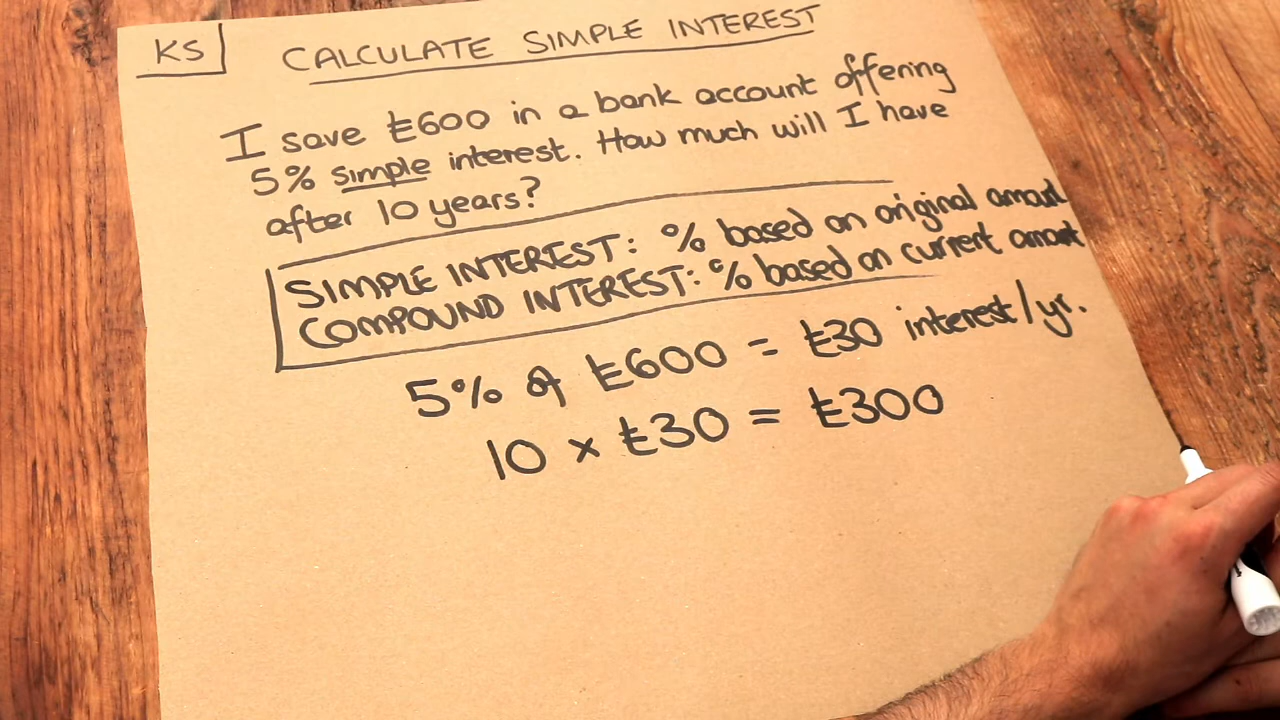 KS
CALCULATE SIMPLE INTEREST
I save £600 in a bank account offering
5% simple interest. How much will I have
after 10 years?
SIMPLE INTEREST: % based on original amount
COMPOUND INTEREST: % based on current amount
5% of £600 = £30 interest/yr.
10 × £30 = £300